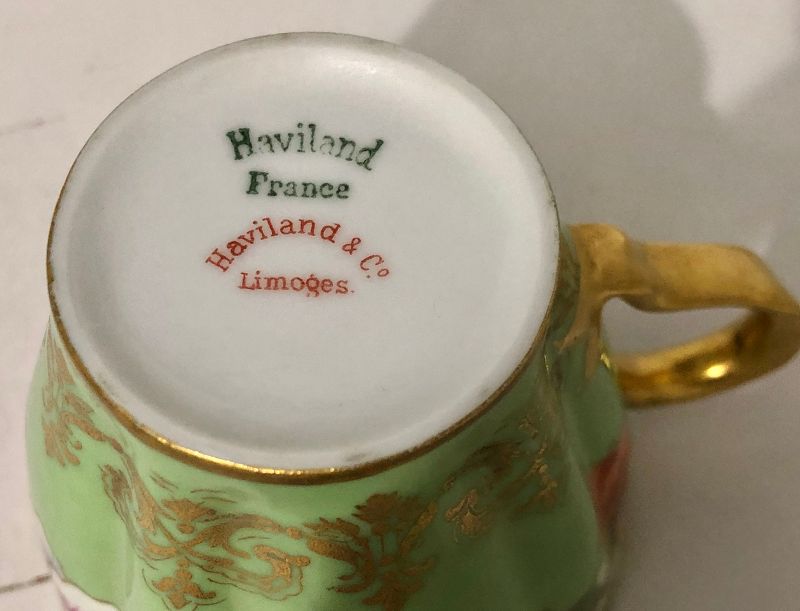 Haviland
France
Haviland & Cº
Limoges.